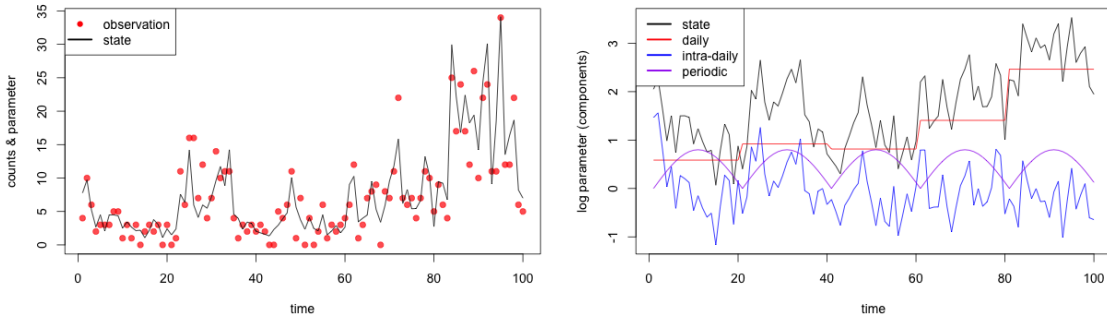 counts & parameter
35
30
25
20
15
10
5
0
observation
state
0 20 40 60 80 100
time
log parameter (components)
3
2
1
0
-1
state
daily
intra-daily
periodic
0 20 40 60 80 100
time